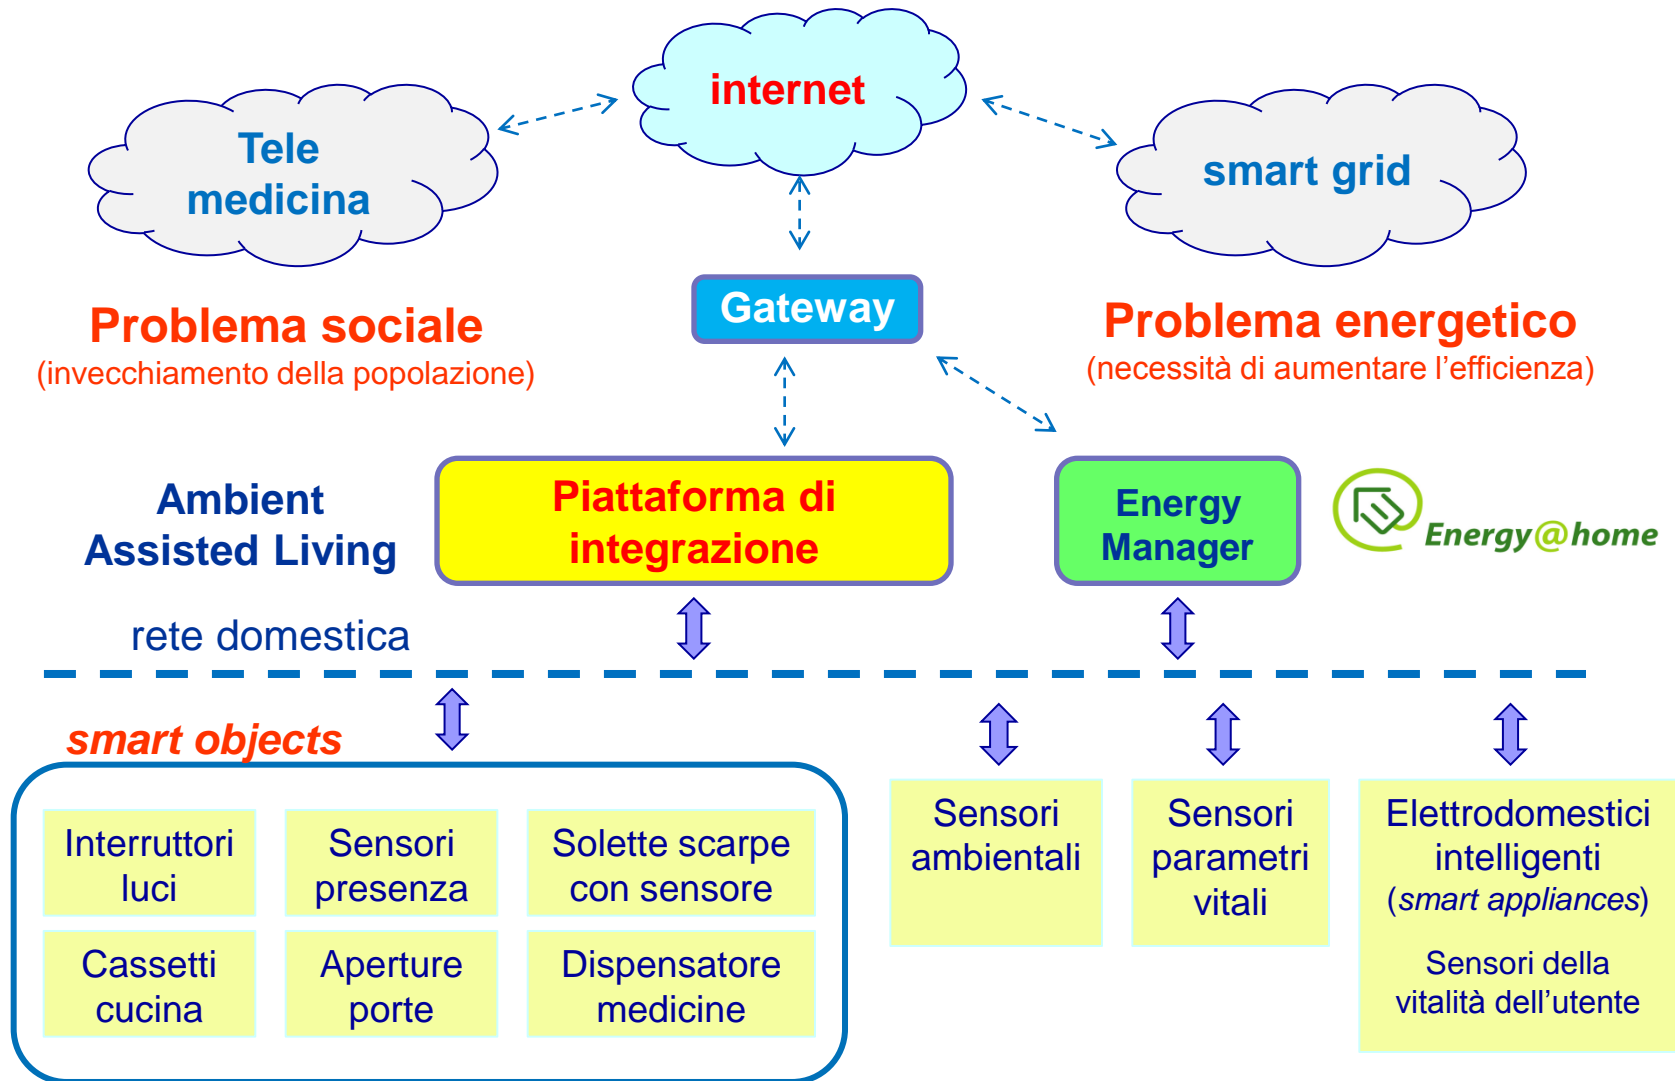 internet
Tele
medicina
smart grid
Gateway
Problema sociale
(invecchiamento della popolazione)
Problema energetico
(necessità di aumentare l’efficienza)
Ambient
Assisted Living
Piattaforma di
integrazione
Energy
Manager
Energy@home
rete domestica
smart objects
Interruttori
luci
Sensori
presenza
Solette scarpe
con sensore
Cassetti
cucina
Aperture
porte
Dispensatore
medicine
Sensori
ambientali
Sensori
parametri
vitali
Elettrodomestici
intelligenti
(smart appliances)
Sensori della
vitalità dell’utente